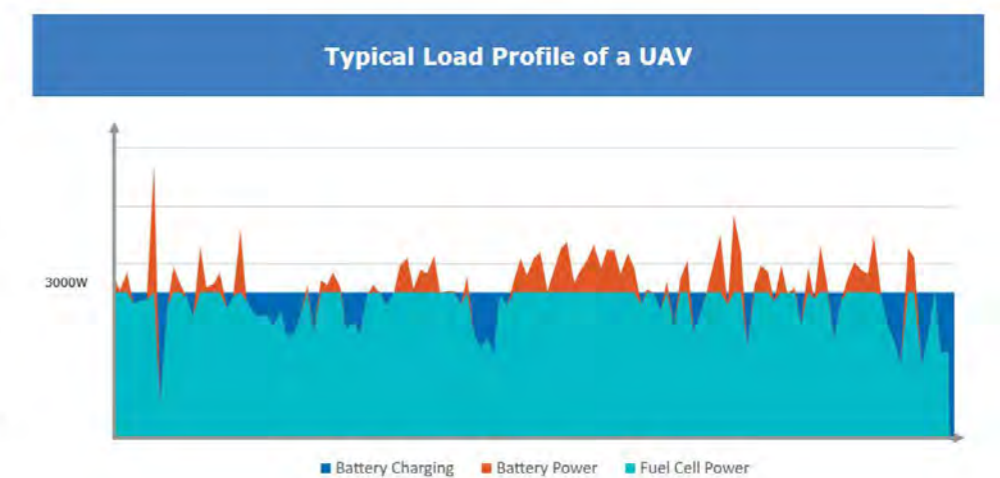 Typical Load Profile of a UAV
3000W
Battery Charging Battery Power Fuel Cell Power